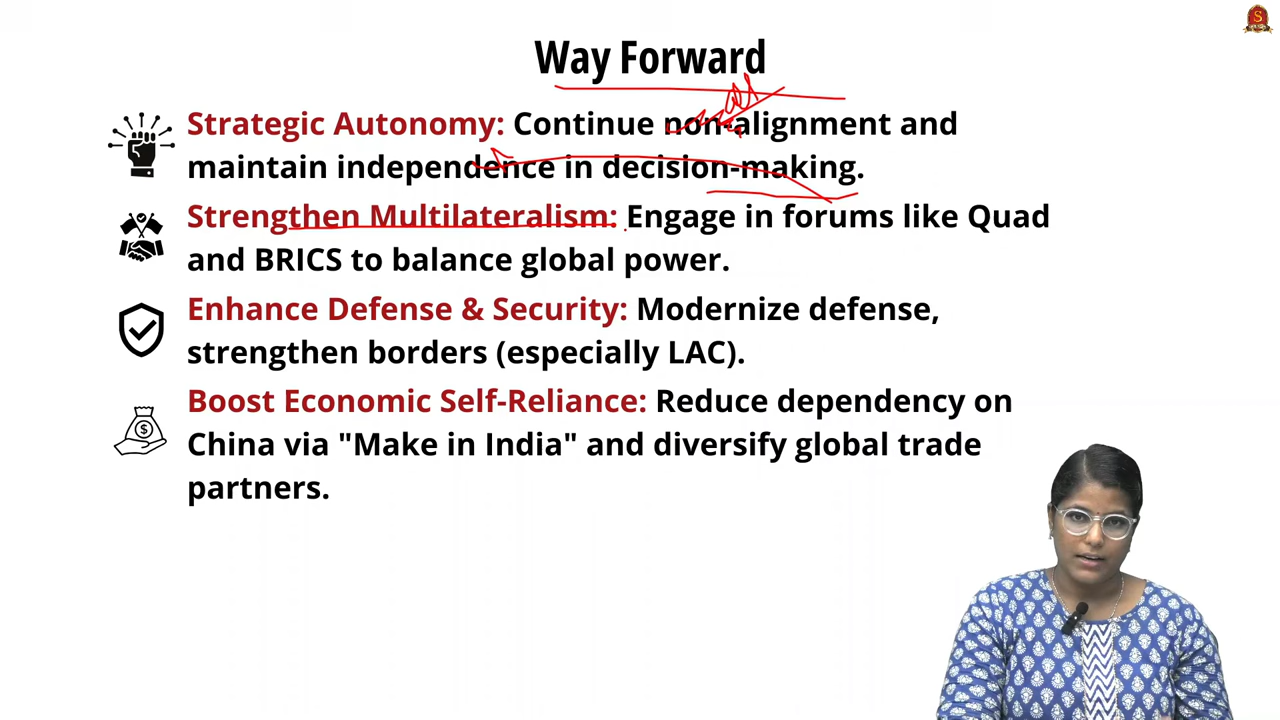 Way Forward
Strategic Autonomy: Continue non-alignment and
maintain independence in decision-making.
Strengthen Multilateralism: Engage in forums like Quad
and BRICS to balance global power.
Enhance Defense & Security: Modernize defense,
strengthen borders (especially LAC).
Boost Economic Self-Reliance: Reduce dependency on
China via "Make in India" and diversify global trade
partners.